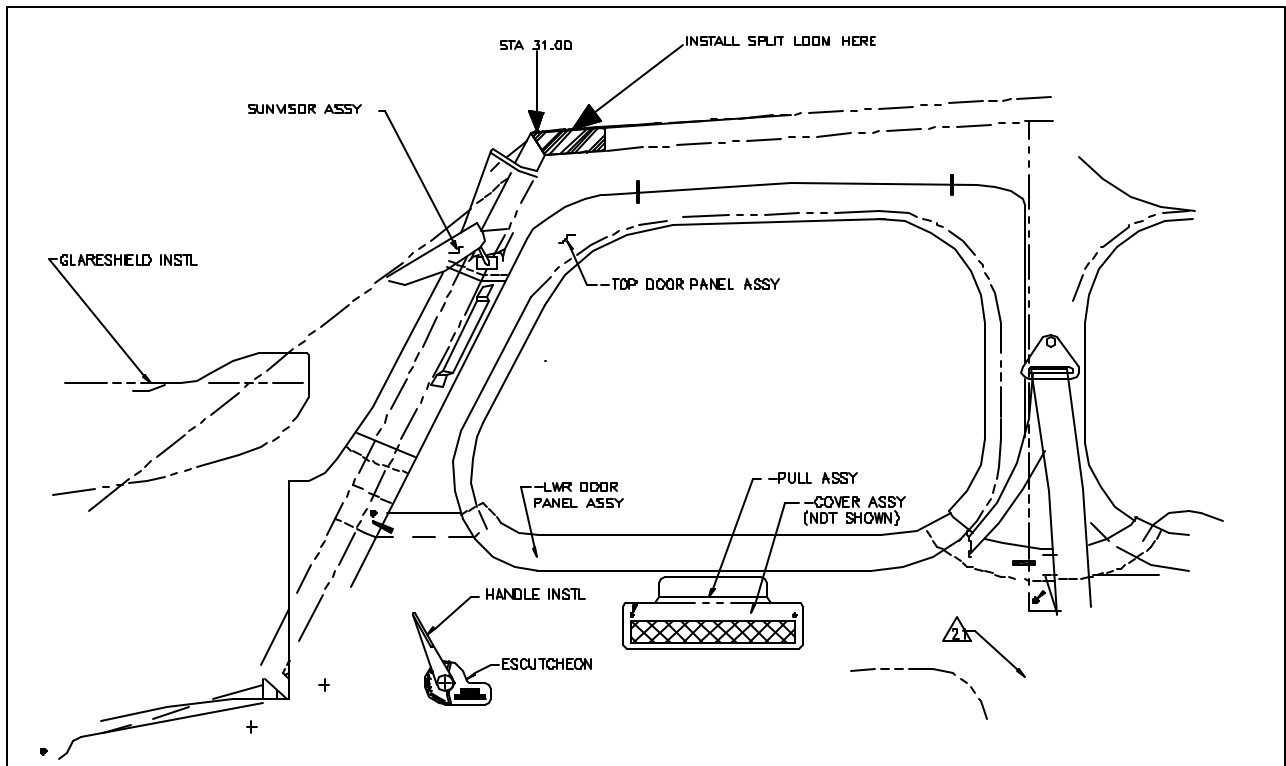 STA 31.00
INSTALL SPLIT LOOM HERE
SUNVISOR ASSY
GLARESHIELD INSTL
TOP DOOR PANEL ASSY
LWR DOOR
PANEL ASSY
PULL ASSY
COVER ASSY
(NOT SHOWN)
HANDLE INSTL
21
ESCUTCHEON